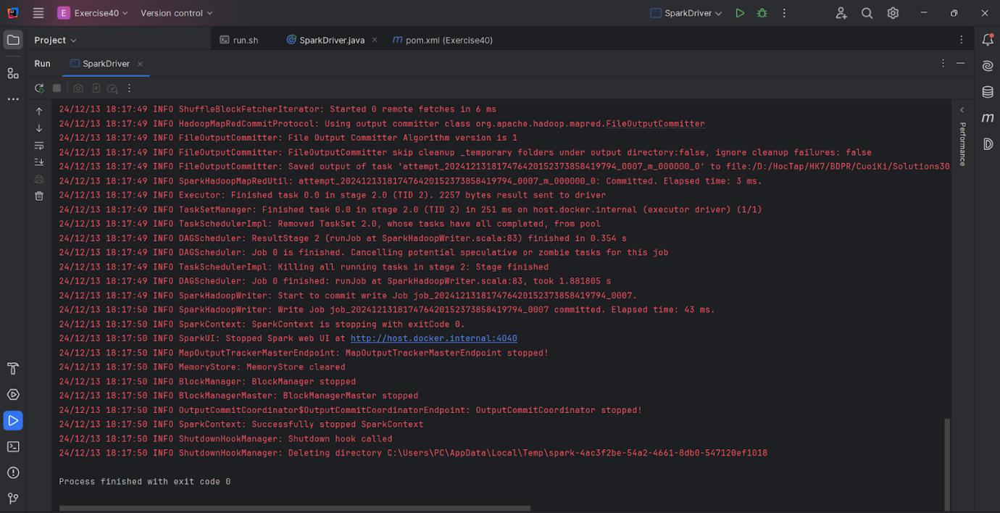 E Exercise40 Version control SparkDriver
Project run.sh SparkDriver.java m pom.xml (Exercise40)
Run SparkDriver
24/12/13 18:17:49 INFO ShuffleBlockFetcherIterator: Started 0 remote fetches in 6 ms
24/12/13 18:17:49 INFO HadoopMapRedCommitProtocol: Using output committer class org.apache.hadoop.mapred.FileOutputCommitter
24/12/13 18:17:49 INFO FileOutputCommitter: File Output Committer Algorithm version is 1
24/12/13 18:17:49 INFO FileOutputCommitter: FileOutputCommitter skip cleanup _temporary folders under output directory:false, ignore cleanup failures: false
24/12/13 18:17:49 INFO FileOutputCommitter: Saved output of task 'attempt_202412131817476420152373858419794_0007_m_000000_0' to file:/D:/HocTap/HK7/BDPR/CuoiKi/Solutions30_
24/12/13 18:17:49 INFO SparkHadoopMapRedUtil: attempt_202412131817476420152373858419794_0007_m_000000_0: Committed. Elapsed time: 3 ms.
24/12/13 18:17:49 INFO Executor: Finished task 0.0 in stage 2.0 (TID 2). 2257 bytes result sent to driver
24/12/13 18:17:49 INFO TaskSetManager: Finished task 0.0 in stage 2.0 (TID 2) in 251 ms on host.docker.internal (executor driver) (1/1)
24/12/13 18:17:49 INFO TaskSchedulerImpl: Removed TaskSet 2.0, whose tasks have all completed, from pool
24/12/13 18:17:49 INFO DAGScheduler: ResultStage 2 (runJob at SparkHadoopWriter.scala:83) finished in 0.354 s
24/12/13 18:17:49 INFO DAGScheduler: Job 0 is finished. Cancelling potential speculative or zombie tasks for this job
24/12/13 18:17:49 INFO TaskSchedulerImpl: Killing all running tasks in stage 2: Stage finished
24/12/13 18:17:49 INFO DAGScheduler: Job 0 finished: runJob at SparkHadoopWriter.scala:83, took 1.881805 s
24/12/13 18:17:49 INFO SparkHadoopWriter: Start to commit write Job job_202412131817476420152373858419794_0007.
24/12/13 18:17:50 INFO SparkHadoopWriter: Write Job job_202412131817476420152373858419794_0007 committed. Elapsed time: 43 ms.
24/12/13 18:17:50 INFO SparkContext: SparkContext is stopping with exitCode 0.
24/12/13 18:17:50 INFO SparkUI: Stopped Spark web UI at http://host.docker.internal:4040
24/12/13 18:17:50 INFO MapOutputTrackerMasterEndpoint: MapOutputTrackerMasterEndpoint stopped!
24/12/13 18:17:50 INFO MemoryStore: MemoryStore cleared
24/12/13 18:17:50 INFO BlockManager: BlockManager stopped
24/12/13 18:17:50 INFO BlockManagerMaster: BlockManagerMaster stopped
24/12/13 18:17:50 INFO OutputCommitCoordinator$OutputCommitCoordinatorEndpoint: OutputCommitCoordinator stopped!
24/12/13 18:17:50 INFO SparkContext: Successfully stopped SparkContext
24/12/13 18:17:50 INFO ShutdownHookManager: Shutdown hook called
24/12/13 18:17:50 INFO ShutdownHookManager: Deleting directory C:\Users\PC\AppData\Local\Temp\spark-4ac3f2be-54a2-4661-8db0-547120ef1018
Process finished with exit code 0
Performance
m